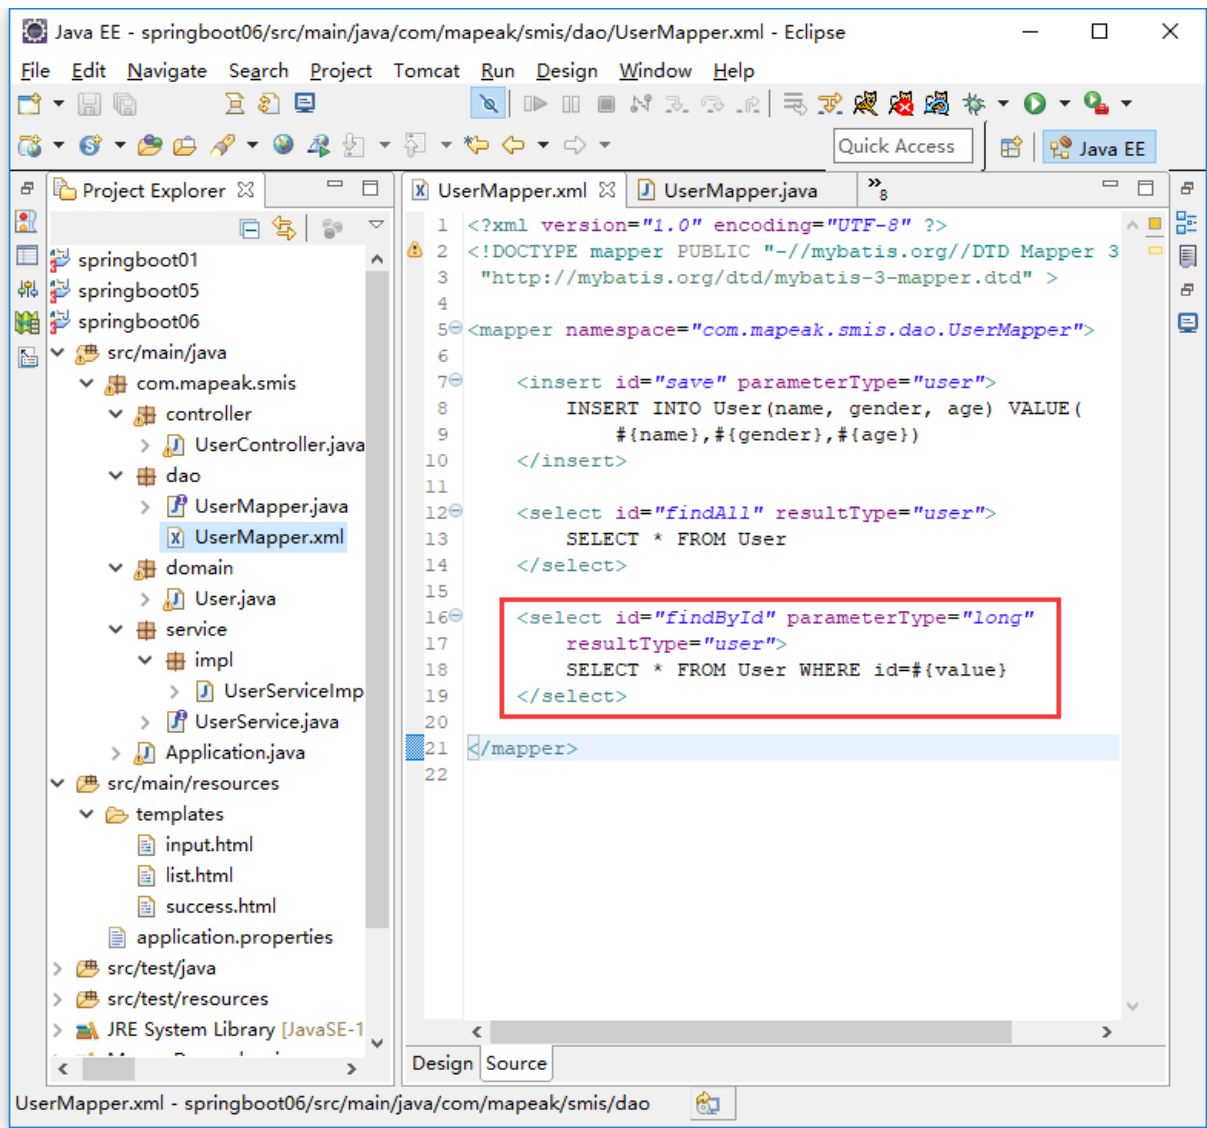 Java EE - springboot06/src/main/java/com/mapeak/smis/dao/UserMapper.xml - Eclipse
File Edit Navigate Search Project Tomcat Run Design Window Help
Quick Access
Java EE
Project Explorer
springboot01
springboot05
springboot06
src/main/java
com.mapeak.smis
controller
UserController.java
dao
UserMapper.java
UserMapper.xml
domain
User.java
service
impl
UserServiceImp
UserService.java
Application.java
src/main/resources
templates
input.html
list.html
success.html
application.properties
src/test/java
src/test/resources
JRE System Library [JavaSE-1
UserMapper.xml UserMapper.java »8
1 <?xml version="1.0" encoding="UTF-8" ?>
2 <!DOCTYPE mapper PUBLIC "-//mybatis.org//DTD Mapper 3
3 "http://mybatis.org/dtd/mybatis-3-mapper.dtd" >
4
5 <mapper namespace="com.mapeak.smis.dao.UserMapper">
6
7 <insert id="save" parameterType="user">
8 INSERT INTO User(name, gender, age) VALUE(
9 #{name},#{gender},#{age})
10 </insert>
11
12 <select id="findAll" resultType="user">
13 SELECT * FROM User
14 </select>
15
16 <select id="findById" parameterType="long"
17 resultType="user">
18 SELECT * FROM User WHERE id=#{value}
19 </select>
20
21 </mapper>
22
Design Source
UserMapper.xml - springboot06/src/main/java/com/mapeak/smis/dao